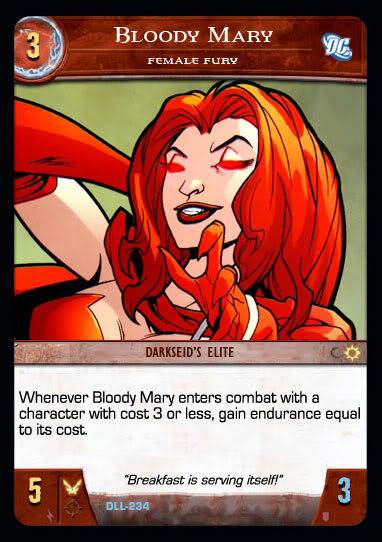 3
BLOODY MARY
FEMALE FURY
DC
DARKSEID'S ELITE
Whenever Bloody Mary enters combat with a
character with cost 3 or less, gain endurance equal
to its cost.
"Breakfast is serving itself!"
5
DLL-234
3